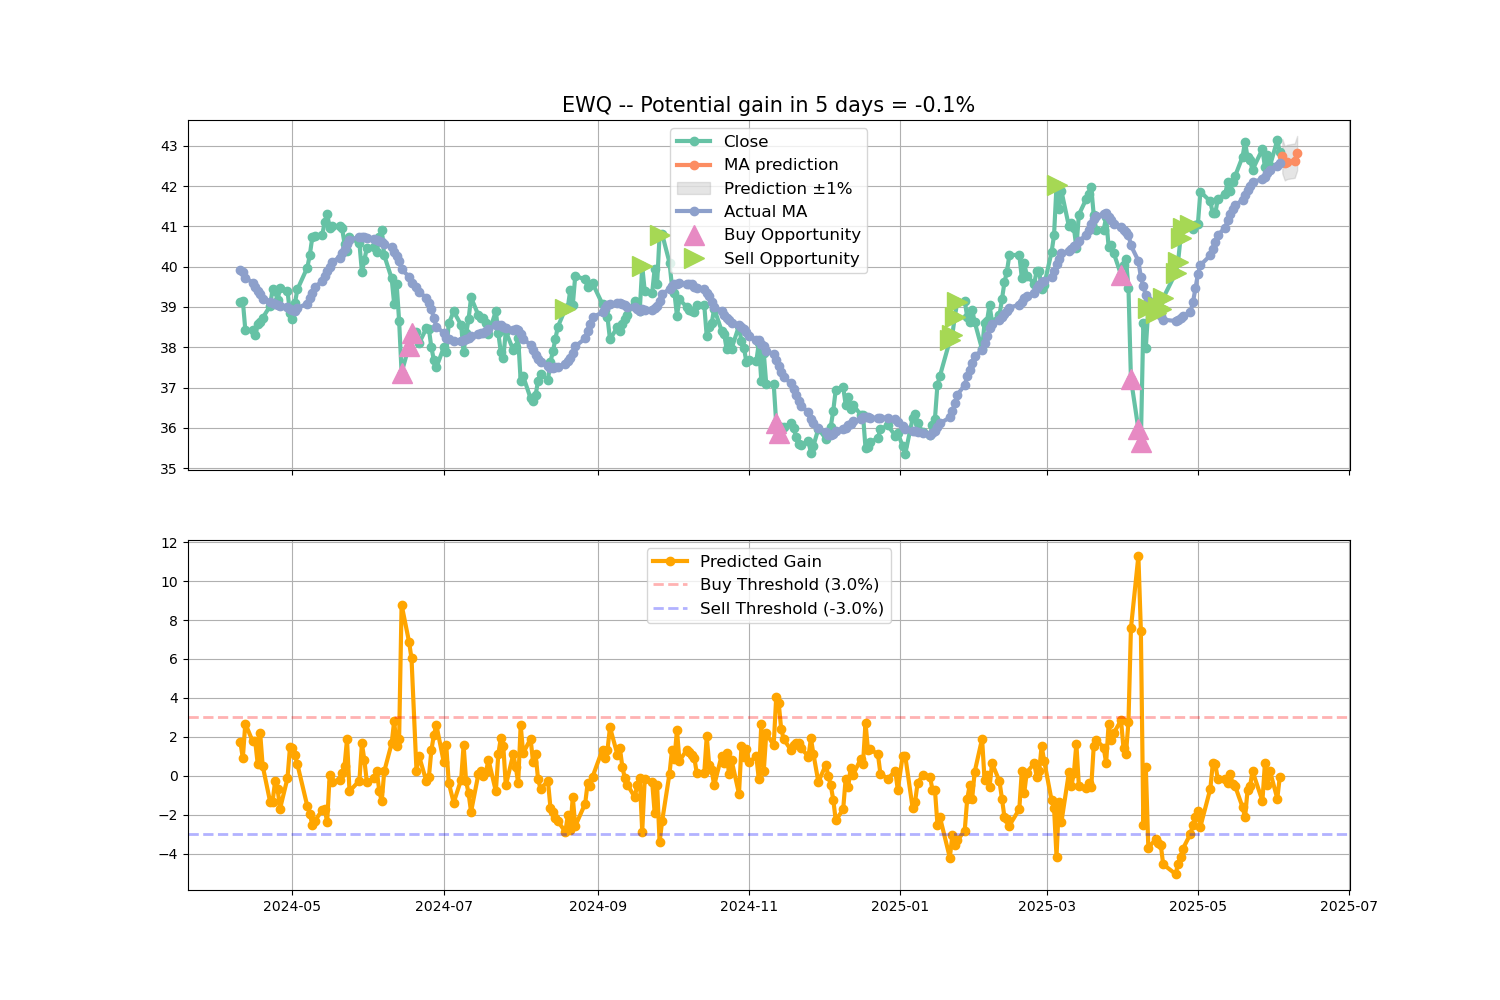 EWQ -- Potential gain in 5 days = -0.1%
43
42
41
40
39
38
37
36
35
Close
MA prediction
Prediction ±1%
Actual MA
Buy Opportunity
Sell Opportunity
12
10
8
6
4
2
0
−2
−4
Predicted Gain
Buy Threshold (3.0%)
Sell Threshold (-3.0%)
2024-05 2024-07 2024-09 2024-11 2025-01 2025-03 2025-05 2025-07